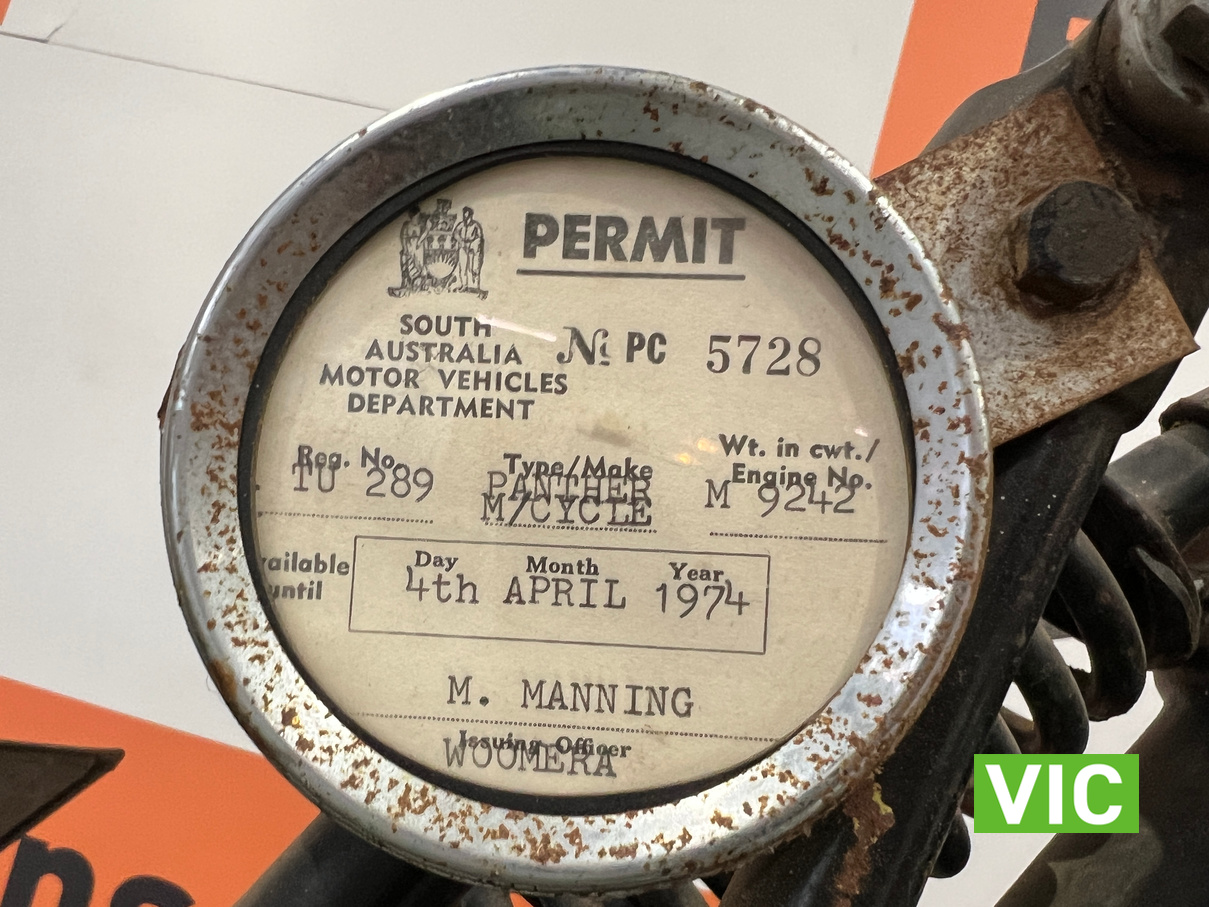 PERMIT
SOUTH
AUSTRALIA
MOTOR VEHICLES
DEPARTMENT
№ PC 5728
Reg. No.
TU 289
Type/Make
PANTHER
M/CYCLE
Wt. in cwt./
Engine No.
M 9242
ailable
until
Day Month Year
4th APRIL 1974
M. MANNING
Issuing Officer
WOOMERA
VIC